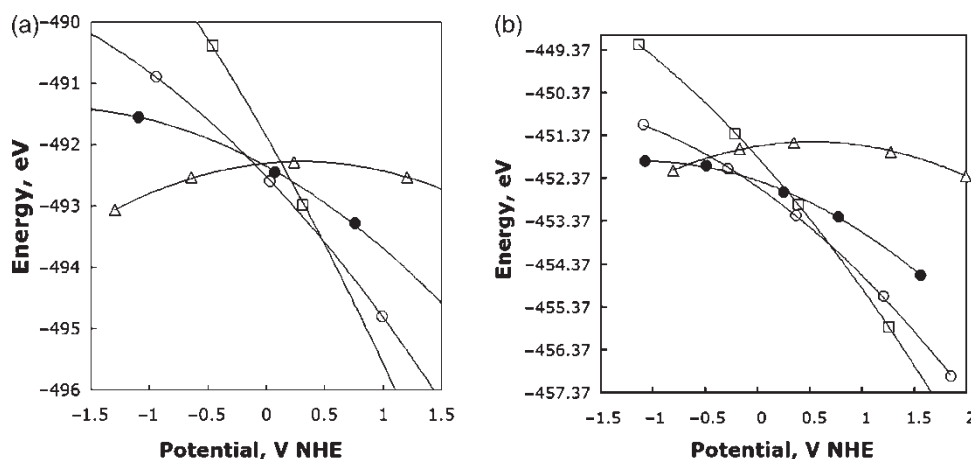 (a)
Energy, eV
−490
−491
−492
−493
−494
−495
−496
−1.5 −1 −0.5 0 0.5 1 1.5
Potential, V NHE
(b)
Energy, eV
−449.37
−450.37
−451.37
−452.37
−453.37
−454.37
−455.37
−456.37
−457.37
−1.5 −1 −0.5 0 0.5 1 1.5 2
Potential, V NHE